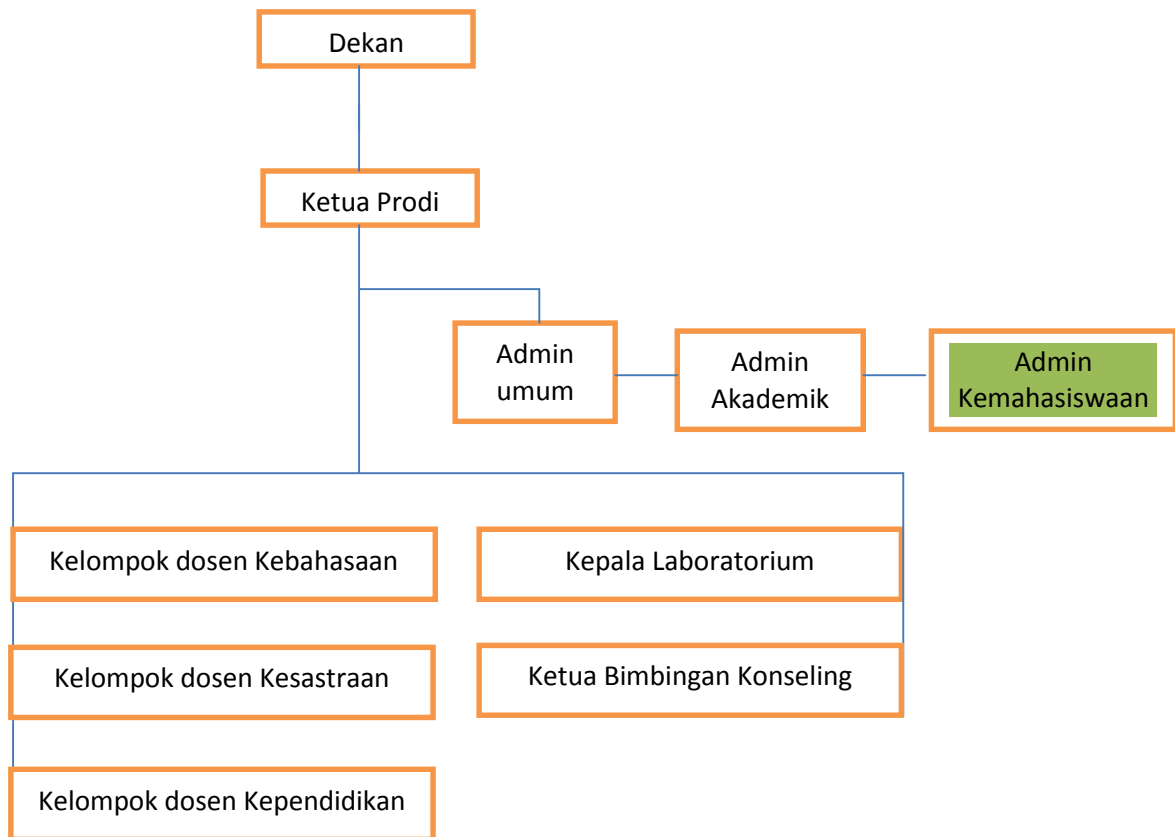 Dekan
Ketua Prodi
Admin
umum
Admin
Akademik
Admin
Kemahasiswaan
Kelompok dosen Kebahasaan
Kepala Laboratorium
Kelompok dosen Kesastraan
Ketua Bimbingan Konseling
Kelompok dosen Kependidikan